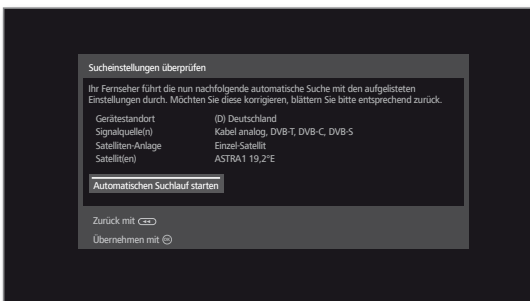 Sucheinstellungen überprüfen
Ihr Fernseher führt die nun nachfolgende automatische Suche mit den aufgelisteten
Einstellungen durch. Möchten Sie diese korrigieren, blättern Sie bitte entsprechend zurück.
Gerätestandort (D) Deutschland
Signalquelle(n) Kabel analog, DVB-T, DVB-C, DVB-S
Satelliten-Anlage Einzel-Satellit
Satellit(en) ASTRA1 19,2°E
Automatischen Suchlauf starten
Zurück mit
Übernehmen mit OK